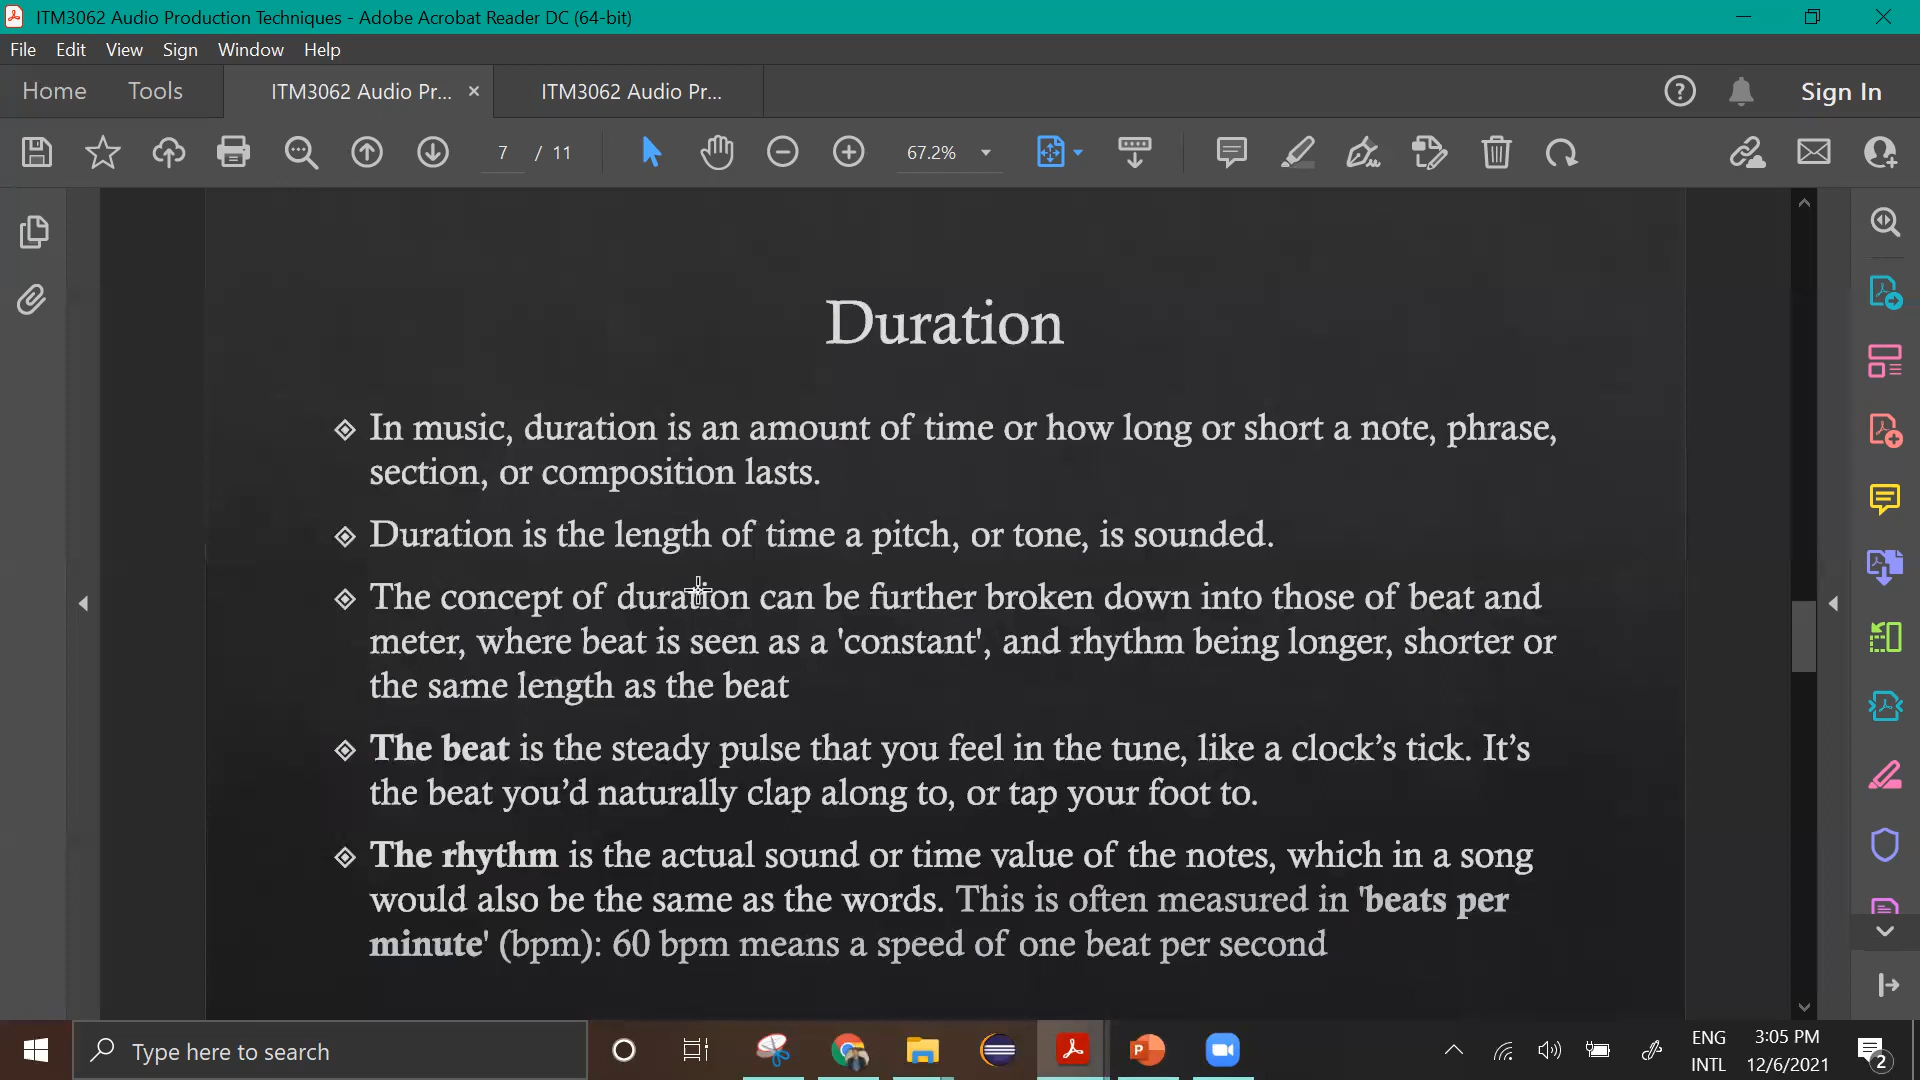 ITM3062 Audio Production Techniques - Adobe Acrobat Reader DC (64-bit)
File Edit View Sign Window Help
Home Tools ITM3062 Audio Pr... × ITM3062 Audio Pr... Sign In
7 / 11 67.2%
Duration
In music, duration is an amount of time or how long or short a note, phrase,
section, or composition lasts.
Duration is the length of time a pitch, or tone, is sounded.
The concept of duration can be further broken down into those of beat and
meter, where beat is seen as a 'constant', and rhythm being longer, shorter or
the same length as the beat
The beat is the steady pulse that you feel in the tune, like a clock’s tick. It’s
the beat you’d naturally clap along to, or tap your foot to.
The rhythm is the actual sound or time value of the notes, which in a song
would also be the same as the words. This is often measured in 'beats per
minute' (bpm): 60 bpm means a speed of one beat per second
Type here to search
ENG 3:05 PM
INTL 12/6/2021
2